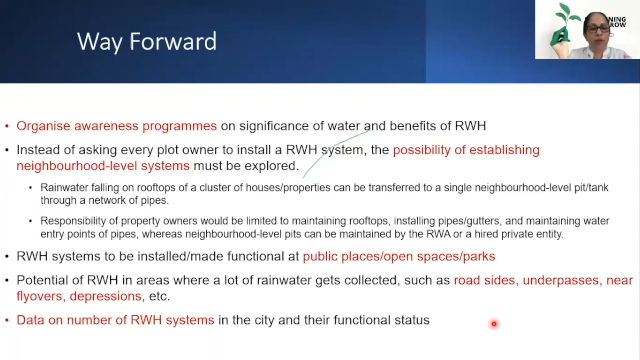 Way Forward
• Organise awareness programmes on significance of water and benefits of RWH
• Instead of asking every plot owner to install a RWH system, the possibility of establishing
neighbourhood-level systems must be explored.
• Rainwater falling on rooftops of a cluster of houses/properties can be transferred to a single neighbourhood-level pit/tank
through a network of pipes.
• Responsibility of property owners would be limited to maintaining rooftops, installing pipes/gutters, and maintaining water
entry points of pipes, whereas neighbourhood-level pits can be maintained by the RWA or a hired private entity.
• RWH systems to be installed/made functional at public places/open spaces/parks
• Potential of RWH in areas where a lot of rainwater gets collected, such as road sides, underpasses, near
flyovers, depressions, etc.
• Data on number of RWH systems in the city and their functional status